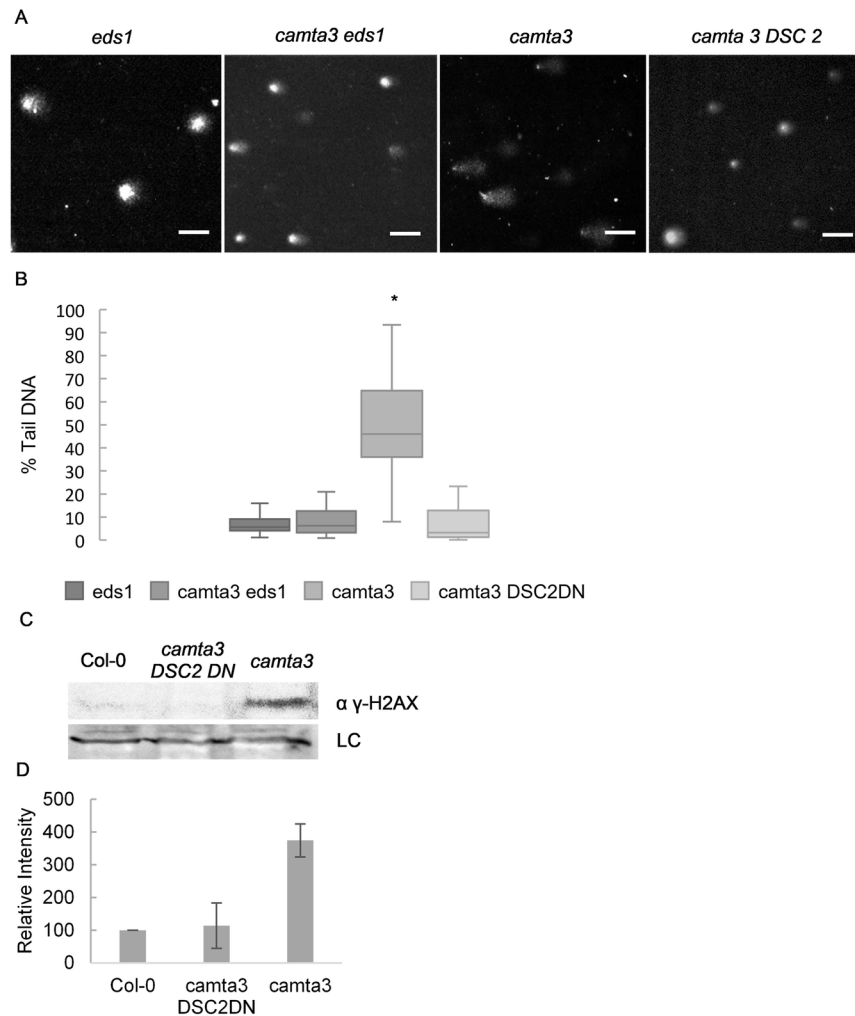 A
eds1 camta3 eds1 camta3 camta 3 DSC 2
B
100
90
80
70
60
50
40
30
20
10
0
% Tail DNA
*
eds1 camta3 eds1 camta3 camta3 DSC2DN
C
Col-0 camta3 DSC2 DN camta3
α γ-H2AX
LC
D
500
400
300
200
100
0
Relative Intensity
Col-0 camta3 DSC2DN camta3